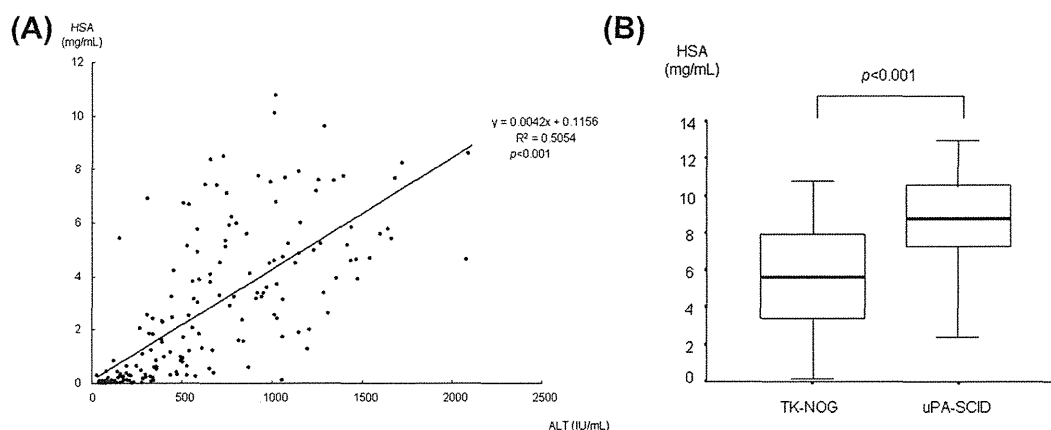 (A)
HSA
(mg/mL)
12
10
8
6
4
2
0
0
500
1000
1500
2000
2500
ALT (IU/mL)
y = 0.0042x + 0.1156
R² = 0.5054
p<0.001
(B)
HSA
(mg/mL)
p<0.001
14
12
10
8
6
4
2
0
TK-NOG
uPA-SCID